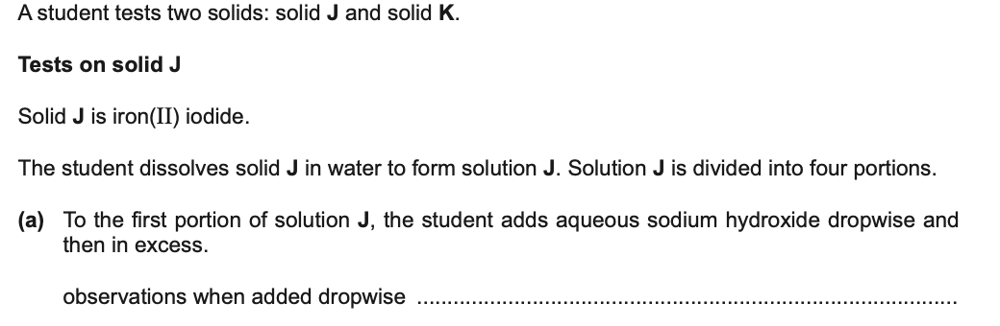 A student tests two solids: solid J and solid K.
Tests on solid J
Solid J is iron(II) iodide.
The student dissolves solid J in water to form solution J. Solution J is divided into four portions.
(a) To the first portion of solution J, the student adds aqueous sodium hydroxide dropwise and
then in excess.
observations when added dropwise ..........................................................................................